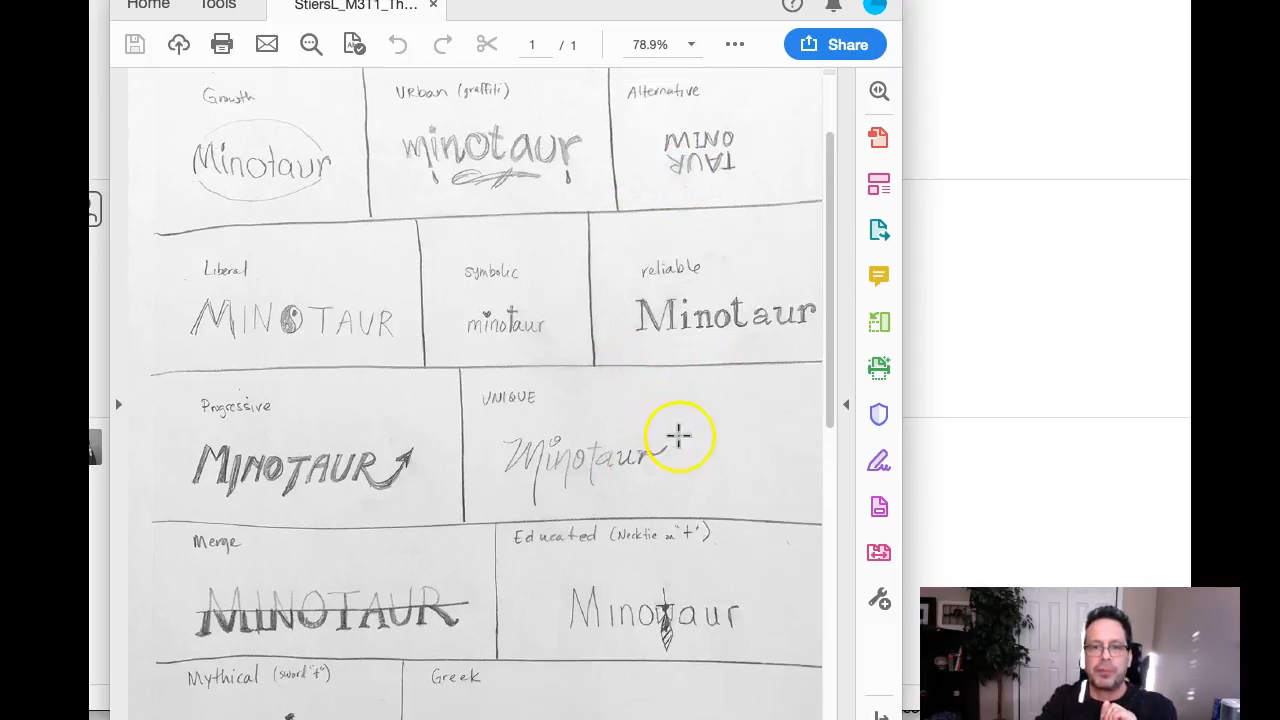 Home Tools StiersL_M3T1_Th... ×
1 / 1 78.9% Share
Growth
Minotaur
Urban (graffiti)
minotaur
Alternative
MINO
TAUR
Liberal
MINOTAUR
symbolic
minotaur
reliable
Minotaur
Progressive
MINOTAUR
UNIQUE
Minotaur
Merge
MINOTAUR
Educated (Necktie on "t")
Minotaur
Mythical (sword "t")
Greek